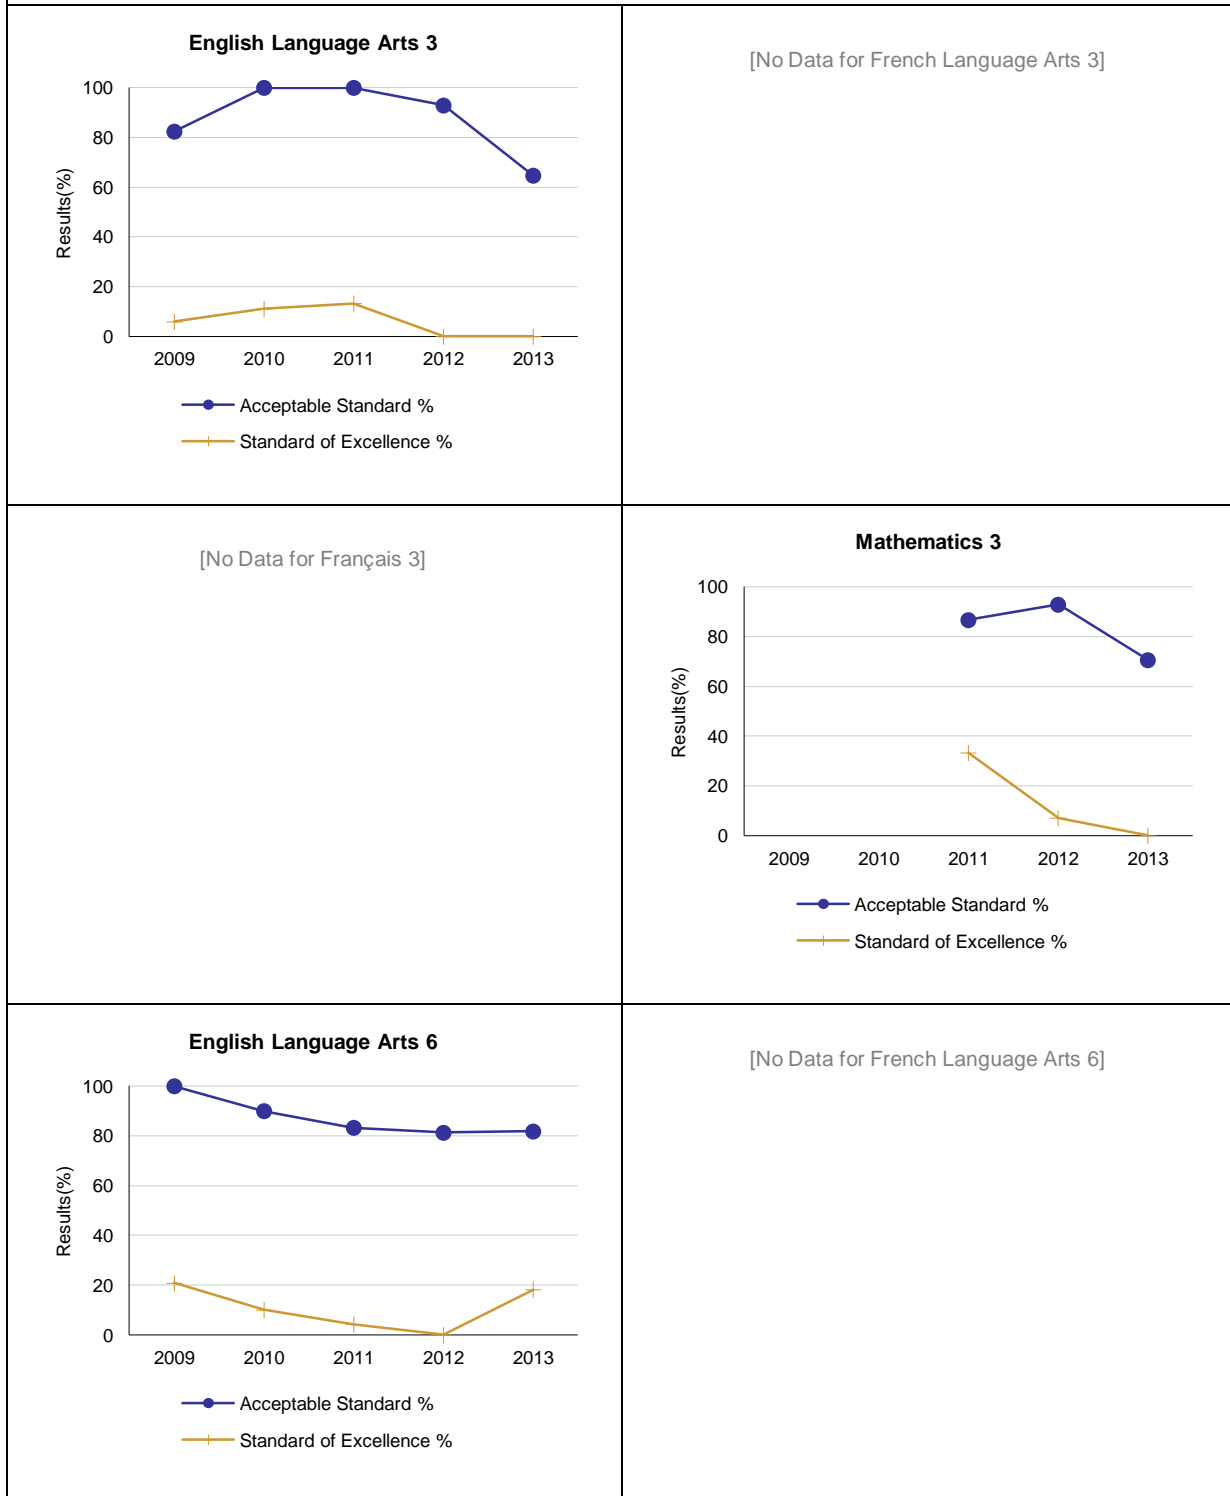 English Language Arts 3
100
80
60
40
20
0
Results(%)
2009 2010 2011 2012 2013
Acceptable Standard %
Standard of Excellence %
[No Data for French Language Arts 3]
[No Data for Français 3]
Mathematics 3
100
80
60
40
20
0
Results(%)
2009 2010 2011 2012 2013
Acceptable Standard %
Standard of Excellence %
English Language Arts 6
100
80
60
40
20
0
Results(%)
2009 2010 2011 2012 2013
Acceptable Standard %
Standard of Excellence %
[No Data for French Language Arts 6]